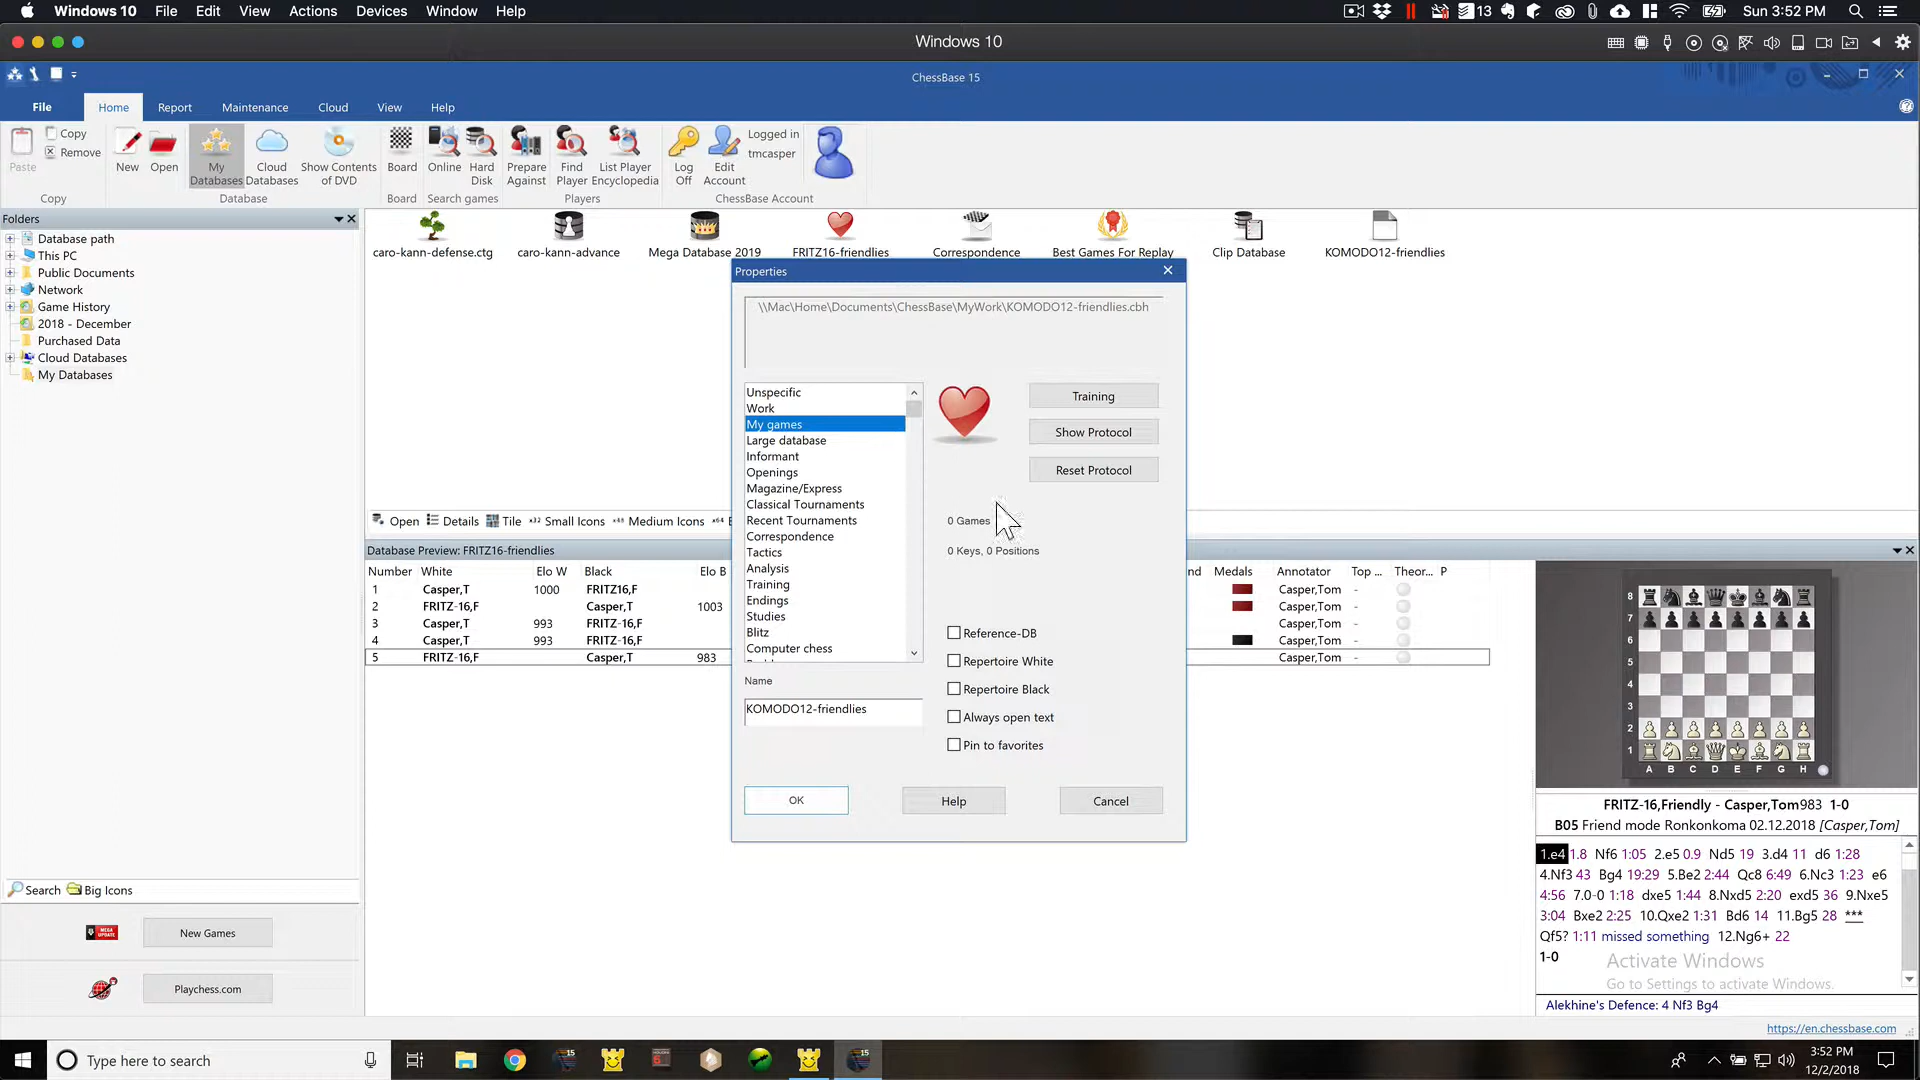 Windows 10 File Edit View Actions Devices Window Help 13 Sun 3:52 PM
Windows 10
ChessBase 15
File Home Report Maintenance Cloud View Help
Paste Copy Remove New Open My Databases Cloud Databases Show Contents of DVD Board Online Hard Disk Prepare Against Find Player List Player Encyclopedia Log Off Edit Account Logged in tmcasper
Copy Database Board Search games Players ChessBase Account
Folders
Database path
This PC
Public Documents
Network
Game History
2018 - December
Purchased Data
Cloud Databases
My Databases
Search Big Icons
New Games
Playchess.com
caro-kann-defense.ctg caro-kann-advance Mega Database 2019 FRITZ16-friendlies Correspondence Best Games For Replay Clip Database KOMODO12-friendlies
Open Details Tile x32 Small Icons x48 Medium Icons x64
Database Preview: FRITZ16-friendlies
Number White Elo W Black Elo B nd Medals Annotator Top ... Theor... P
1 Casper,T 1000 FRITZ16,F Casper,Tom -
2 FRITZ-16,F Casper,T 1003 Casper,Tom -
3 Casper,T 993 FRITZ-16,F Casper,Tom -
4 Casper,T 993 FRITZ-16,F Casper,Tom -
5 FRITZ-16,F Casper,T 983 Casper,Tom -
Properties
\\Mac\Home\Documents\ChessBase\MyWork\KOMODO12-friendlies.cbh
Unspecific
Work
My games
Large database
Informant
Openings
Magazine/Express
Classical Tournaments
Recent Tournaments
Correspondence
Tactics
Analysis
Training
Endings
Studies
Blitz
Computer chess
Training
Show Protocol
Reset Protocol
0 Games
0 Keys, 0 Positions
Reference-DB
Repertoire White
Repertoire Black
Always open text
Pin to favorites
Name
KOMODO12-friendlies
OK Help Cancel
8
7
6
5
4
3
2
1
A B C D E F G H
FRITZ-16,Friendly - Casper,Tom983 1-0
B05 Friend mode Ronkonkoma 02.12.2018 [Casper,Tom]
1.e4 1.8 Nf6 1:05 2.e5 0.9 Nd5 19 3.d4 11 d6 1:28
4.Nf3 43 Bg4 19:29 5.Be2 2:44 Qc8 6:49 6.Nc3 1:23 e6
4:56 7.0-0 1:18 dxe5 1:44 8.Nxd5 2:20 exd5 36 9.Nxe5
3:04 Bxe2 2:25 10.Qxe2 1:31 Bd6 14 11.Bg5 28 ***
Qf5? 1:11 missed something 12.Ng6+ 22
1-0
Activate Windows
Go to Settings to activate Windows.
Alekhine's Defence: 4 Nf3 Bg4
https://en.chessbase.com
Type here to search 15 15 3:52 PM
12/2/2018